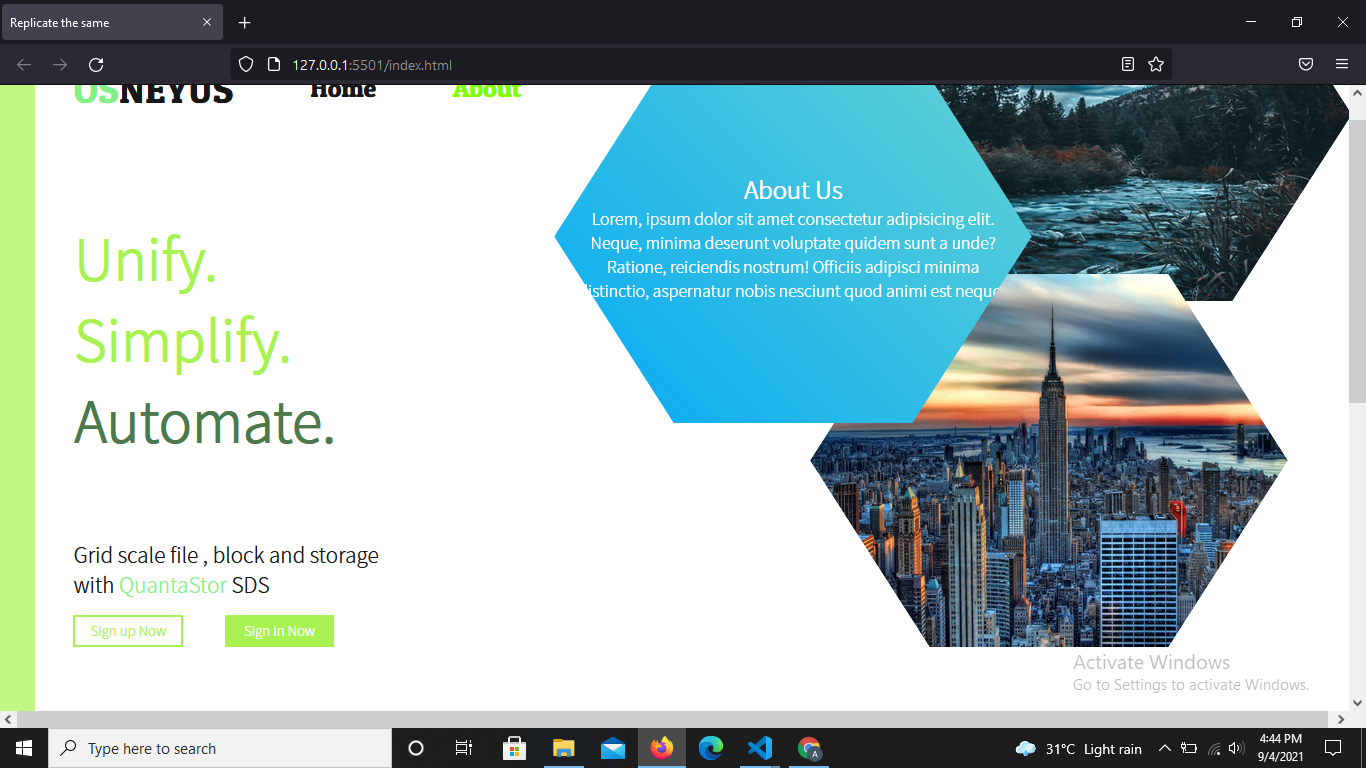 Replicate the same
127.0.0.1:5501/index.html
OSNEYUS Home About
About Us
Lorem, ipsum dolor sit amet consectetur adipisicing elit.
Neque, minima deserunt voluptate quidem sunt a unde?
Ratione, reiciendis nostrum! Officiis adipisci minima
istinctio, aspernatur nobis nesciunt quod animi est neque
Unify.
Simplify.
Automate.
Grid scale file , block and storage
with QuantaStor SDS
Sign up Now Sign in Now
Activate Windows
Go to Settings to activate Windows.
Type here to search
A
31°C Light rain
4:44 PM
9/4/2021